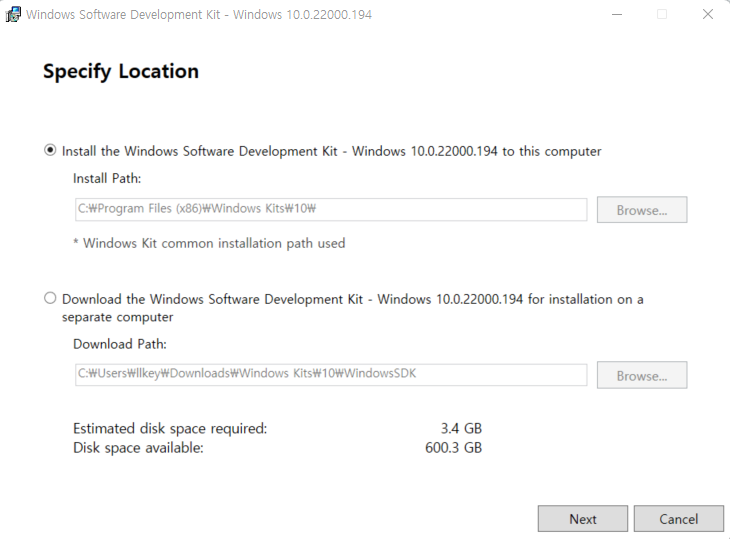 Windows Software Development Kit - Windows 10.0.22000.194
Specify Location
Install the Windows Software Development Kit - Windows 10.0.22000.194 to this computer
Install Path:
C:₩Program Files (x86)₩Windows Kits₩10₩
Browse...
* Windows Kit common installation path used
Download the Windows Software Development Kit - Windows 10.0.22000.194 for installation on a
separate computer
Download Path:
C:₩Users₩llkey₩Downloads₩Windows Kits₩10₩WindowsSDK
Browse...
Estimated disk space required: 3.4 GB
Disk space available: 600.3 GB
Next Cancel